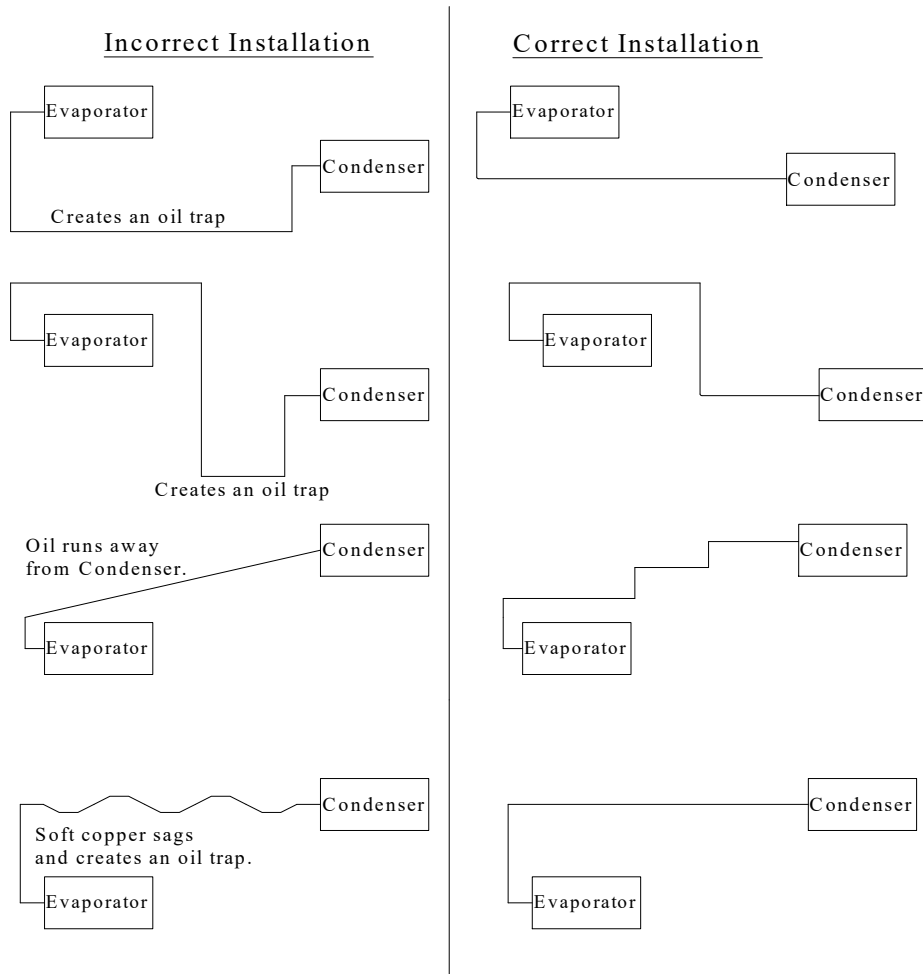 Incorrect Installation
Evaporator
Condenser
Creates an oil trap
Evaporator
Condenser
Creates an oil trap
Oil runs away
from Condenser.
Condenser
Evaporator
Condenser
Soft copper sags
and creates an oil trap.
Evaporator
Correct Installation
Evaporator
Condenser
Evaporator
Condenser
Condenser
Evaporator
Condenser
Evaporator